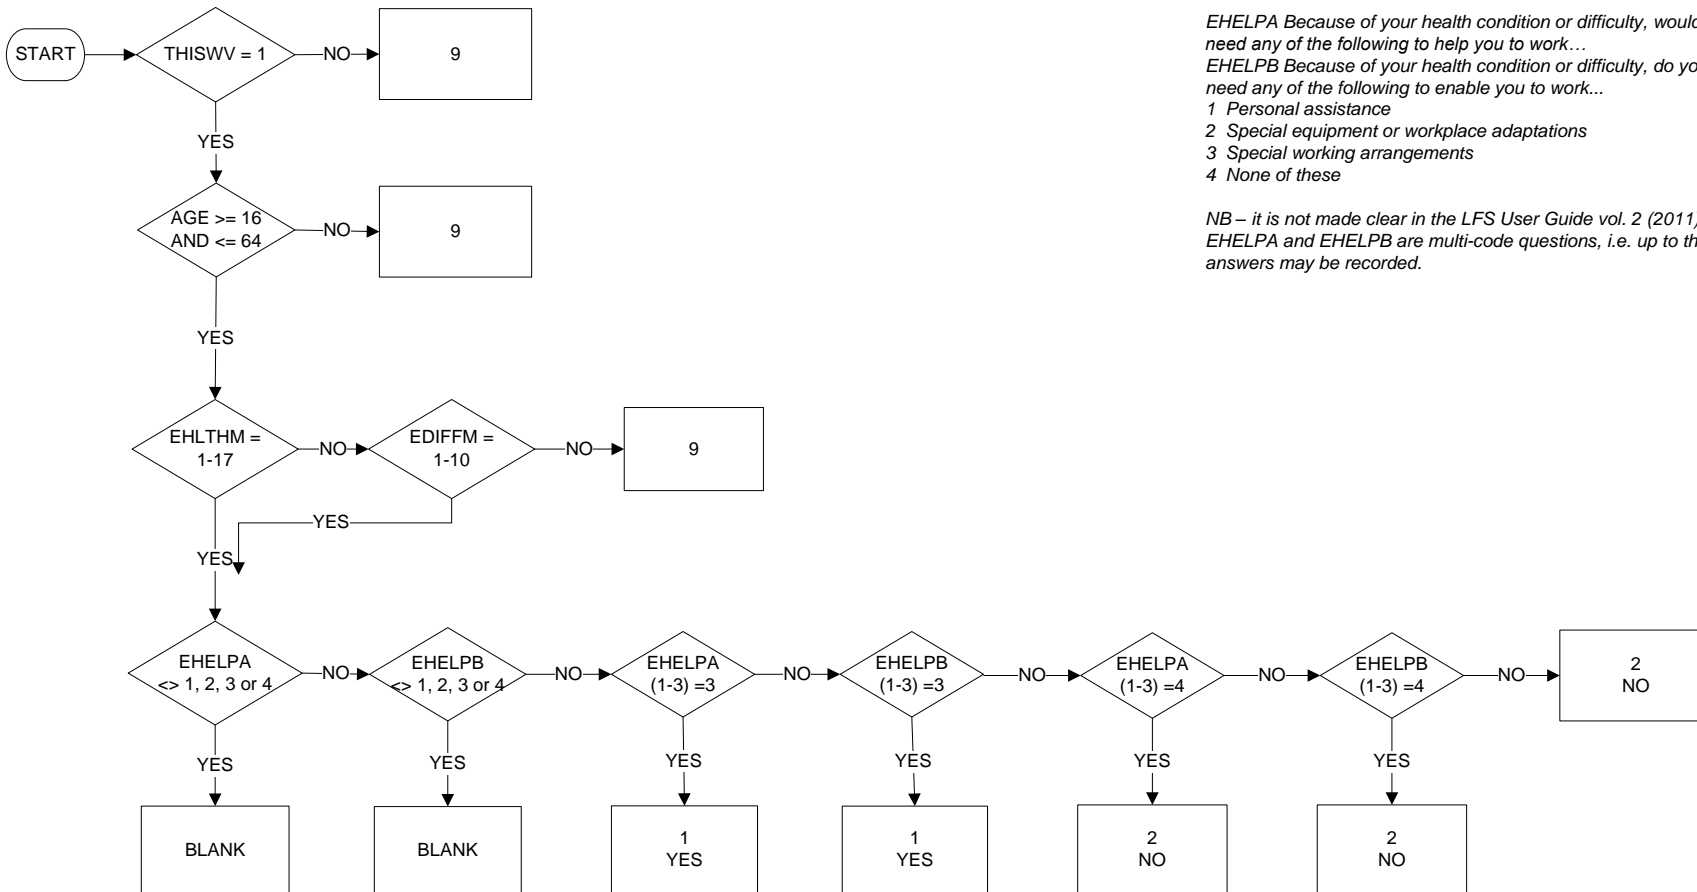 START
THISWV = 1
NO
9
YES
AGE >= 16
AND <= 64
NO
9
YES
EHLTHM =
1-17
NO
EDIFFM =
1-10
NO
9
YES
YES
EHELPA
<> 1, 2, 3 or 4
NO
EHELPB
<> 1, 2, 3 or 4
NO
EHELPA
(1-3) =3
NO
EHELPB
(1-3) =3
NO
EHELPA
(1-3) =4
NO
EHELPB
(1-3) =4
NO
2
NO
YES
YES
YES
YES
YES
YES
BLANK
BLANK
1
YES
1
YES
2
NO
2
NO
EHELPA Because of your health condition or difficulty,
need any of the following to help you to work…
EHELPB Because of your health condition or difficulty, do
need any of the following to enable you to work...
1 Personal assistance
2 Special equipment or workplace adaptations
3 Special working arrangements
4 None of these
NB – it is not made clear in the LFS User Guide vol. 2 (2011)
EHELPA and EHELPB are multi-code questions, i.e. up to
answers may be recorded.